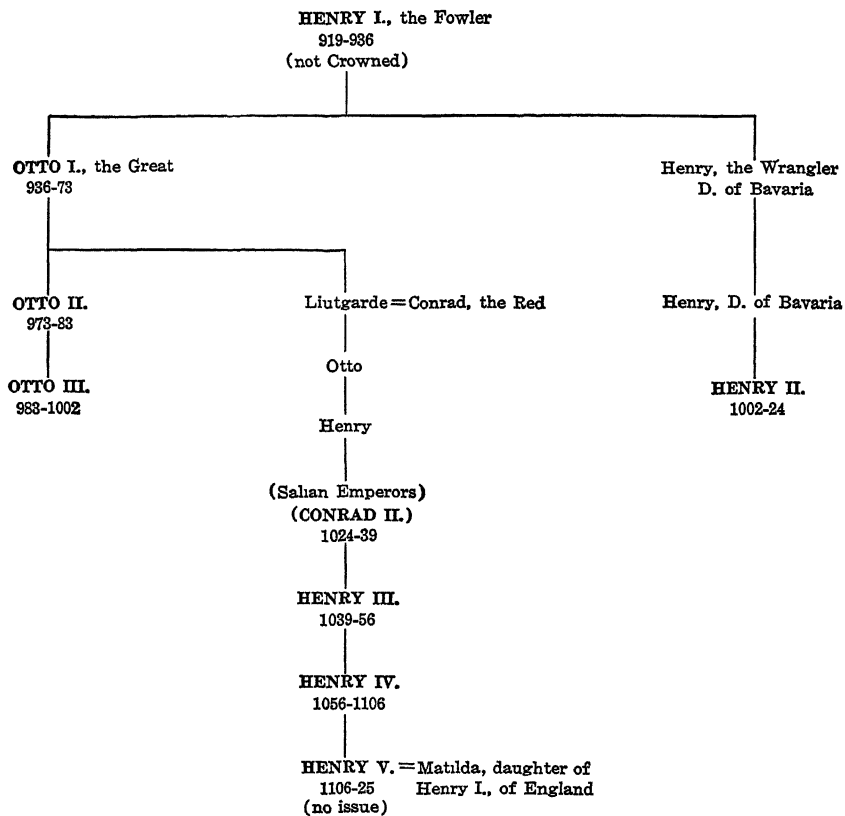 HENRY I., the Fowler
919-936
(not Crowned)
OTTO I., the Great
936-73
Henry, the Wrangler
D. of Bavaria
OTTO II.
973-83
Liutgarde=Conrad, the Red
Henry, D. of Bavaria
Otto
OTTO III.
983-1002
HENRY II.
1002-24
Henry
(Salian Emperors)
(CONRAD II.)
1024-39
HENRY III.
1039-56
HENRY IV.
1056-1106
HENRY V.=Matilda, daughter of
1106-25 Henry I., of England
(no issue)